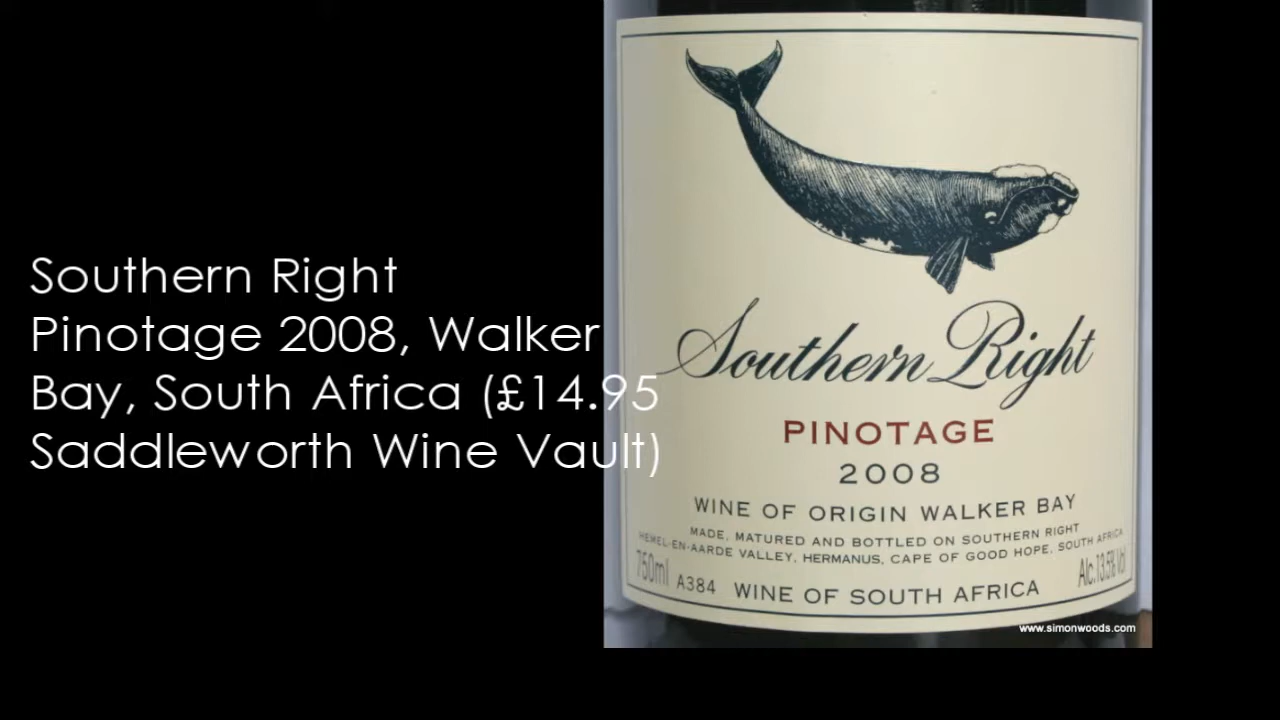 Southern Right
Pinotage 2008, Walker
Bay, South Africa (£14.95
Saddleworth Wine Vault)
Southern Right
PINOTAGE
2008
WINE OF ORIGIN WALKER BAY
MADE, MATURED AND BOTTLED ON SOUTHERN RIGHT
HEMEL-EN-AARDE VALLEY, HERMANUS, CAPE OF GOOD HOPE, SOUTH AFRICA
750ml A384 WINE OF SOUTH AFRICA Alc.13.5% Vol
www.simonwoods.com